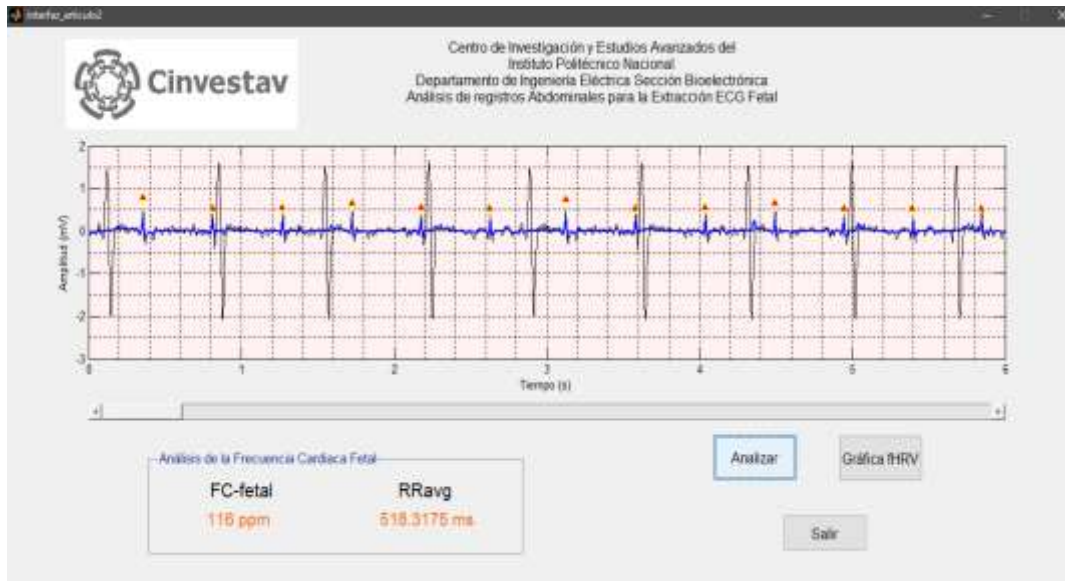 interfaz_articulo2
Cinvestav
Centro de Investigación y Estudios Avanzados del
Instituto Politécnico Nacional
Departamento de Ingeniería Eléctrica Sección Bioelectrónica
Análisis de registros Abdominales para la Extracción ECG Fetal
Amplitud (mV)
2
1
0
-1
-2
-3
0 1 2 3 4 5 6
Tiempo (s)
Análisis de la Frecuencia Cardiaca Fetal
FC-fetal RRavg
116 ppm 518.3175 ms
Analizar
Gráfica fHRV
Salir